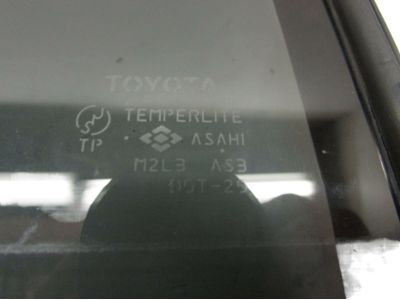 TOYOTA
TEMPERLITE
TP ASAHI
M2L3 AS3
DOT-25